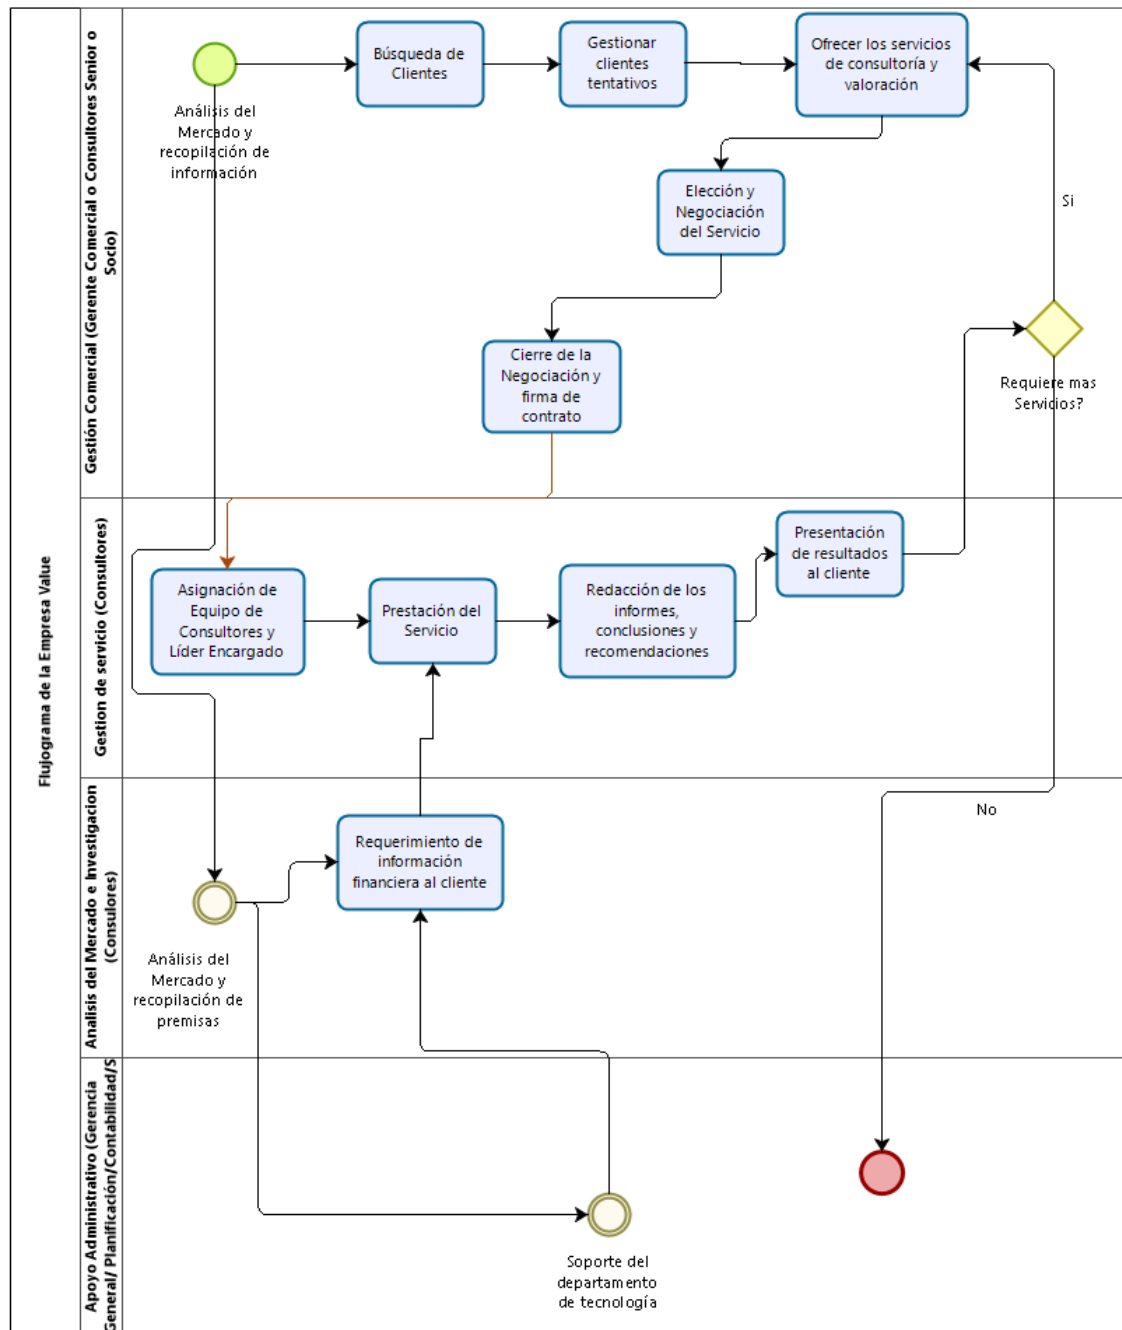 Flujograma de la Empresa Value
Gestión Comercial (Gerente Comercial o Consultores Senior o
Socio)
Análisis del
Mercado y
recopilación de
información
Búsqueda de
Clientes
Gestionar
clientes
tentativos
Ofrecer los servicios
de consultoría y
valoración
Elección y
Negociación
del Servicio
Si
Cierre de la
Negociación y
firma de
contrato
Requiere mas
Servicios?
Gestion de servicio (Consultores)
Asignación de
Equipo de
Consultores y
Líder Encargado
Prestación del
Servicio
Redacción de los
informes,
conclusiones y
recomendaciones
Presentación
de resultados
al cliente
Analisis del Mercado e Investigacion
(Consulores)
Análisis del
Mercado y
recopilación de
premisas
Requerimiento de
información
financiera al cliente
No
Apoyo Administrativo (Gerencia
General/ Planificación/Contabilidad/S
Soporte del
departamento
de tecnología